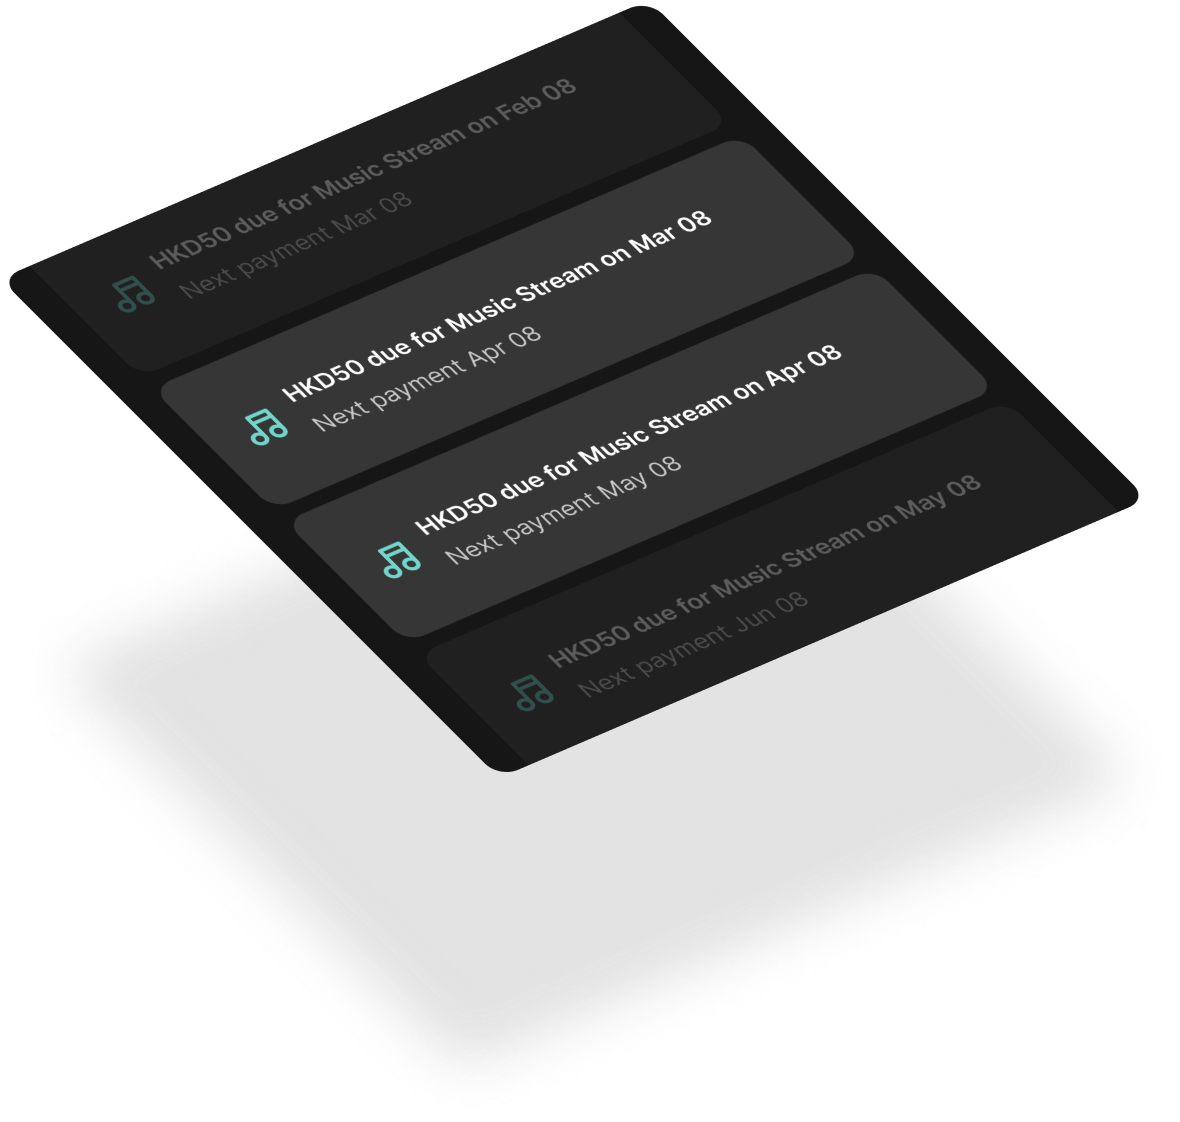 HKD50 due for Music Stream on Feb 08
Next payment Mar 08
HKD50 due for Music Stream on Mar 08
Next payment Apr 08
HKD50 due for Music Stream on Apr 08
Next payment May 08
HKD50 due for Music Stream on May 08
Next payment Jun 08